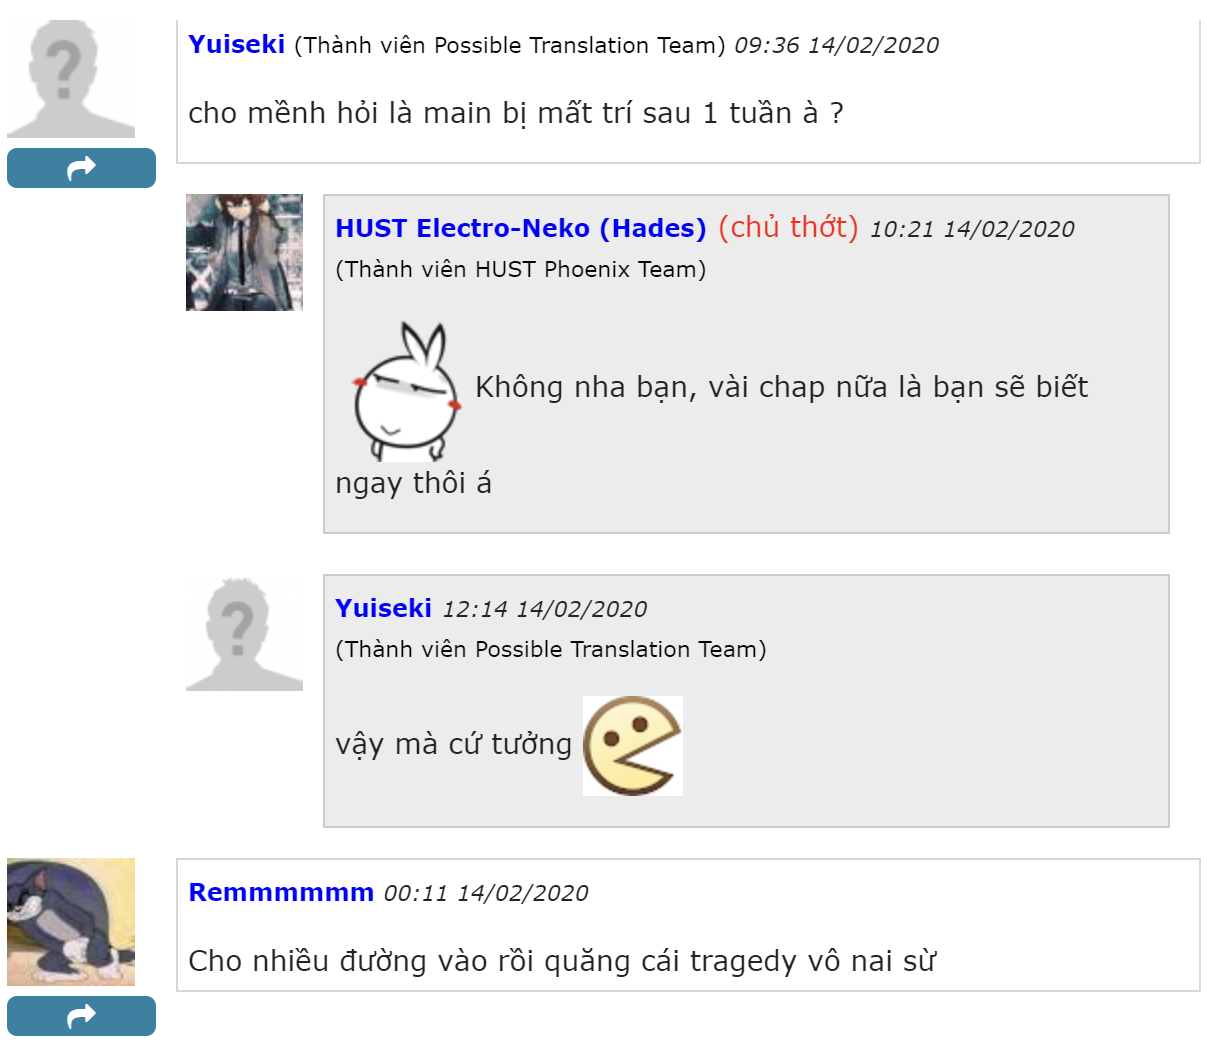 Yuiseki (Thành viên Possible Translation Team) 09:36 14/02/2020
cho mềnh hỏi là main bị mất trí sau 1 tuần à ?
HUST Electro-Neko (Hades) (chủ thớt) 10:21 14/02/2020
(Thành viên HUST Phoenix Team)
Không nha bạn, vài chap nữa là bạn sẽ biết
ngay thôi á
Yuiseki 12:14 14/02/2020
(Thành viên Possible Translation Team)
vậy mà cứ tưởng
Remmmmmm 00:11 14/02/2020
Cho nhiều đường vào rồi quăng cái tragedy vô nai sừ